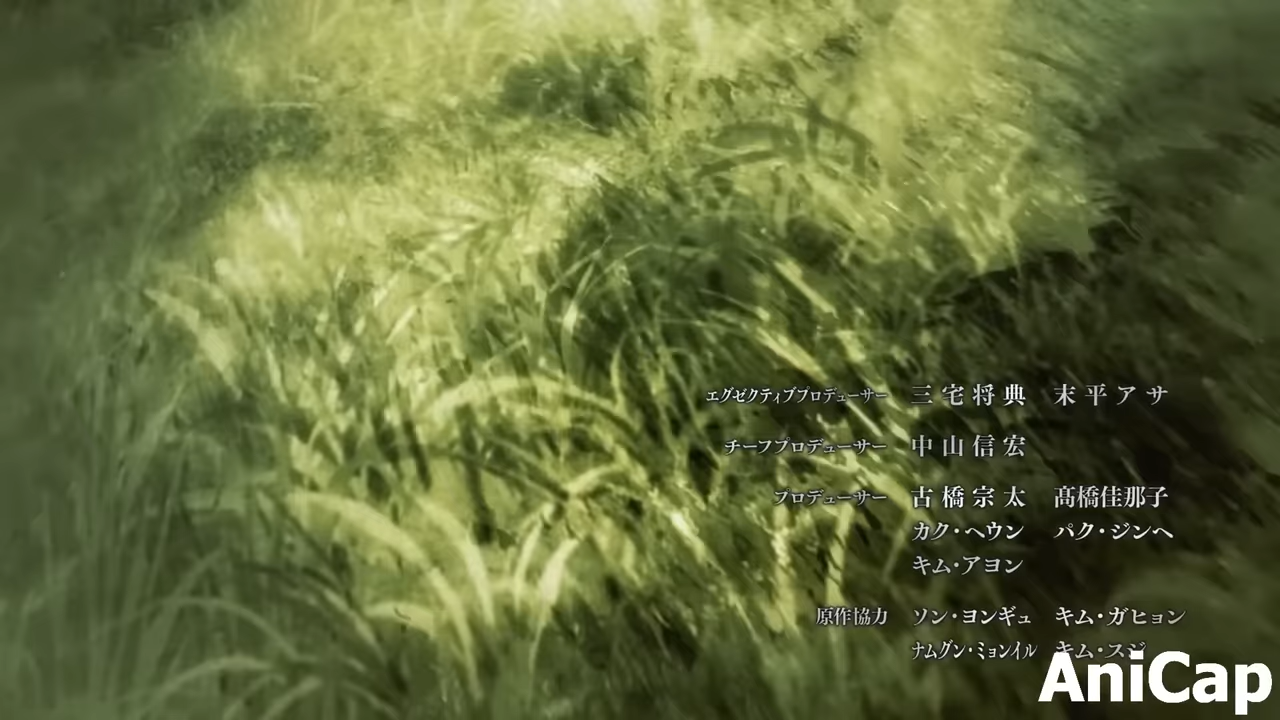 エグゼクティブプロデューサー 三宅将典 末平アサ
チーフプロデューサー 中山信宏
プロデューサー 古橋宗太 髙橋佳那子
カク・ヘウン パク・ジンヘ
キム・アヨン
原作協力 ソン・ヨンギュ キム・ガヒョン
ナムグン・ミョンイル キム・スジ
AniCap